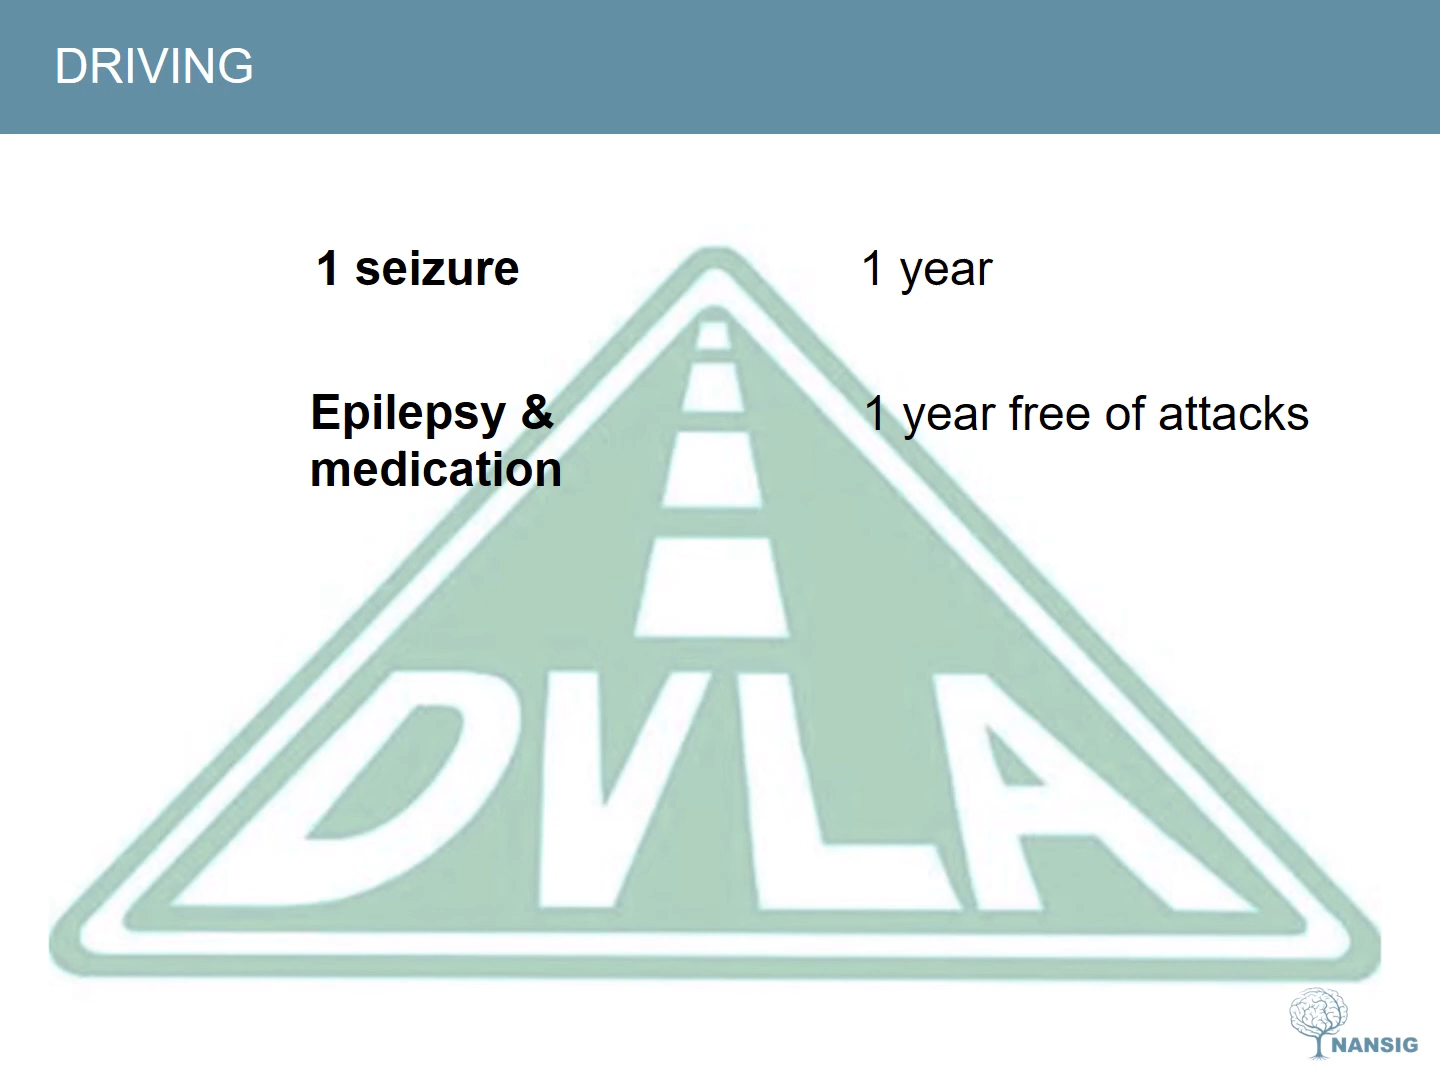 DRIVING
1 seizure
1 year
Epilepsy &
medication
1 year free of attacks
DVLA
NANSIG